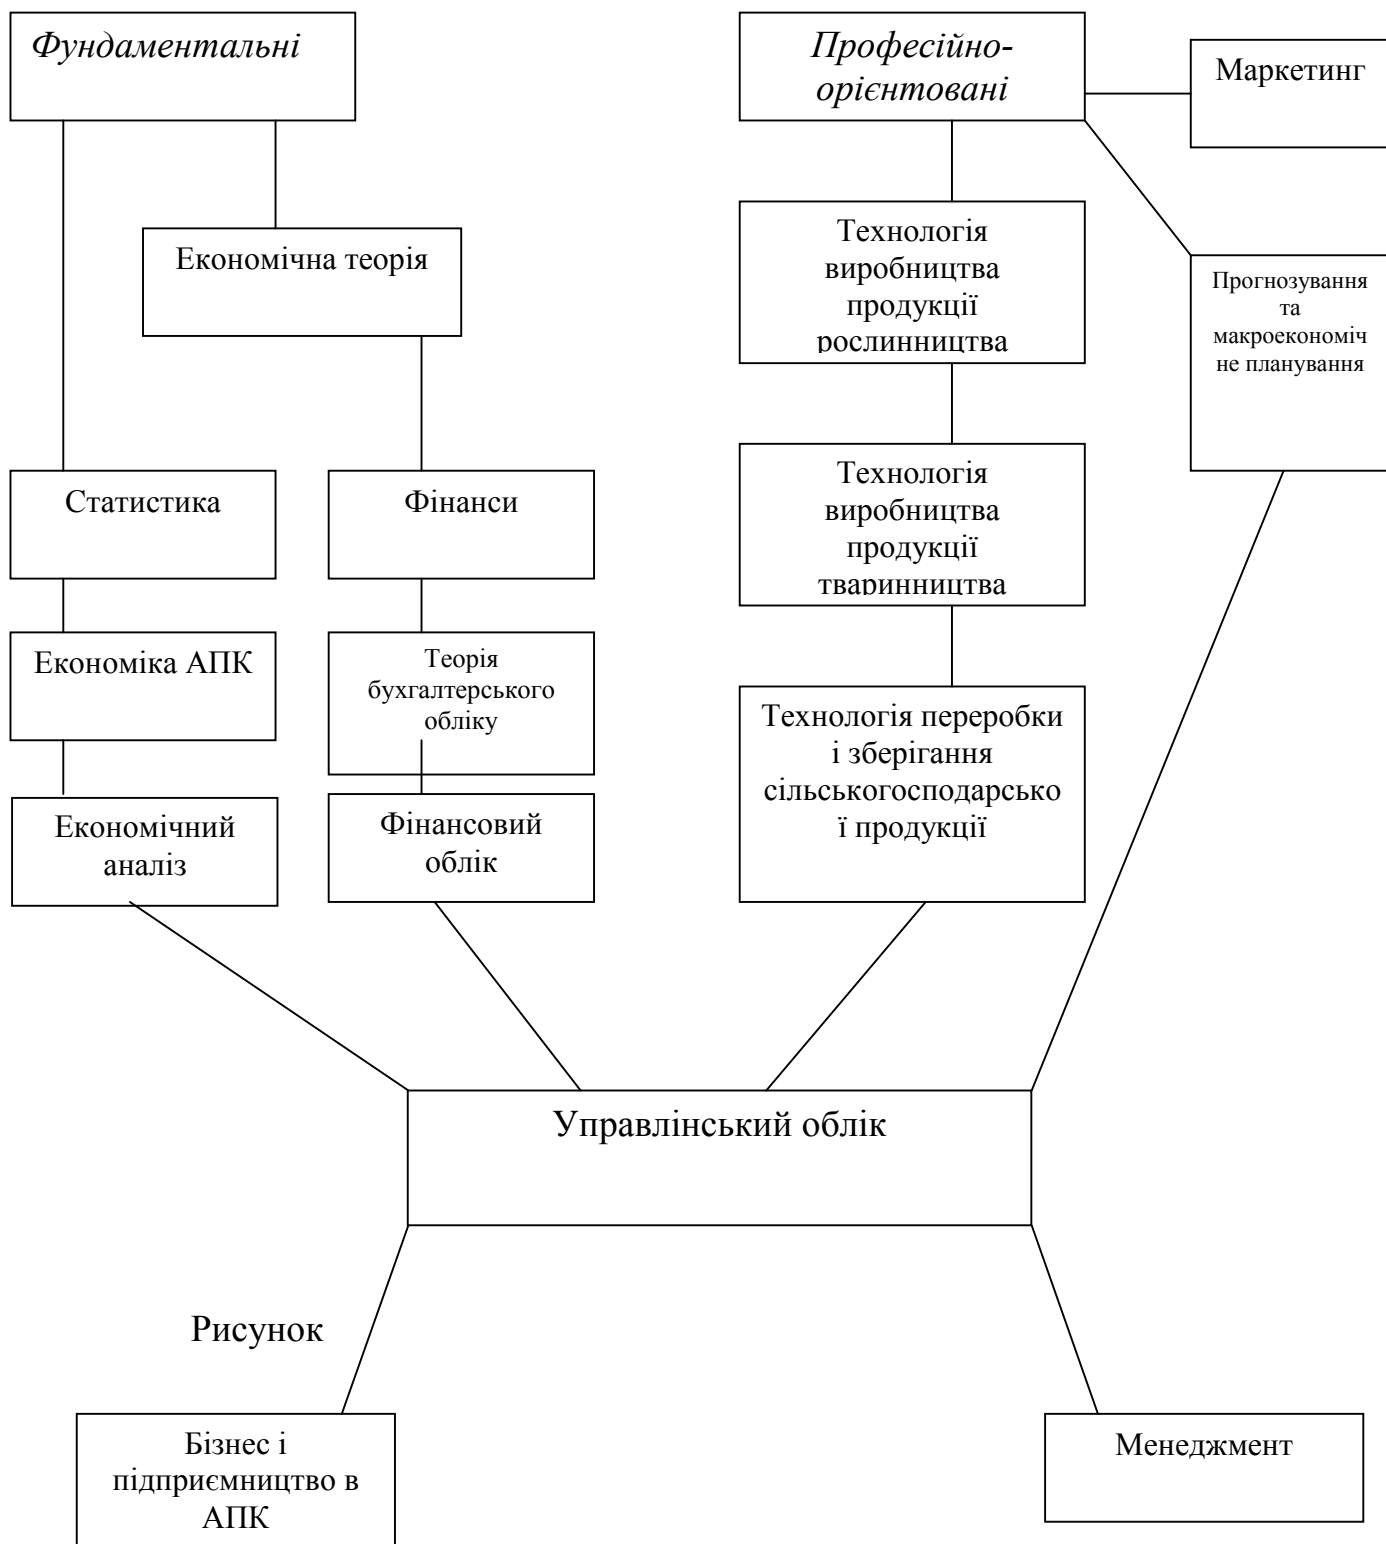 Фундаментальні
Професійно-
орієнтовані
Маркетинг
Економічна теорія
Технологія
виробництва
продукції
рослинництва
Прогнозування
та
макроекономіч
не планування
Статистика
Фінанси
Технологія
виробництва
продукції
тваринництва
Економіка АПК
Теорія
бухгалтерського
обліку
Технологія переробки
і зберігання
сільськогосподарсько
ї продукції
Економічний
аналіз
Фінансовий
облік
Управлінський облік
Рисунок
Бізнес і
підприємництво в
АПК
Менеджмент